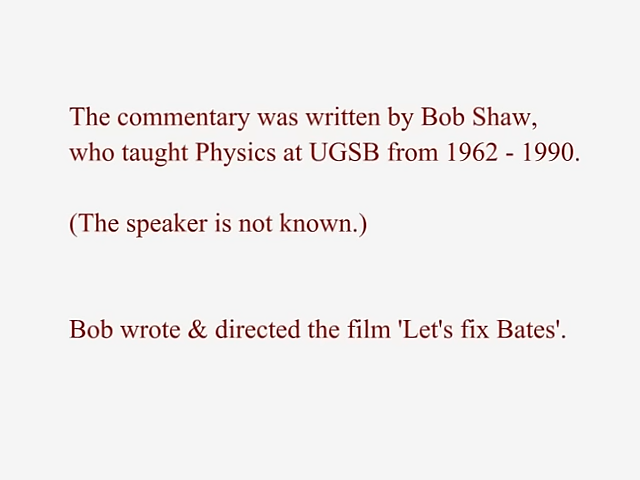 The commentary was written by Bob Shaw,
who taught Physics at UGSB from 1962 - 1990.
(The speaker is not known.)
Bob wrote & directed the film 'Let's fix Bates'.